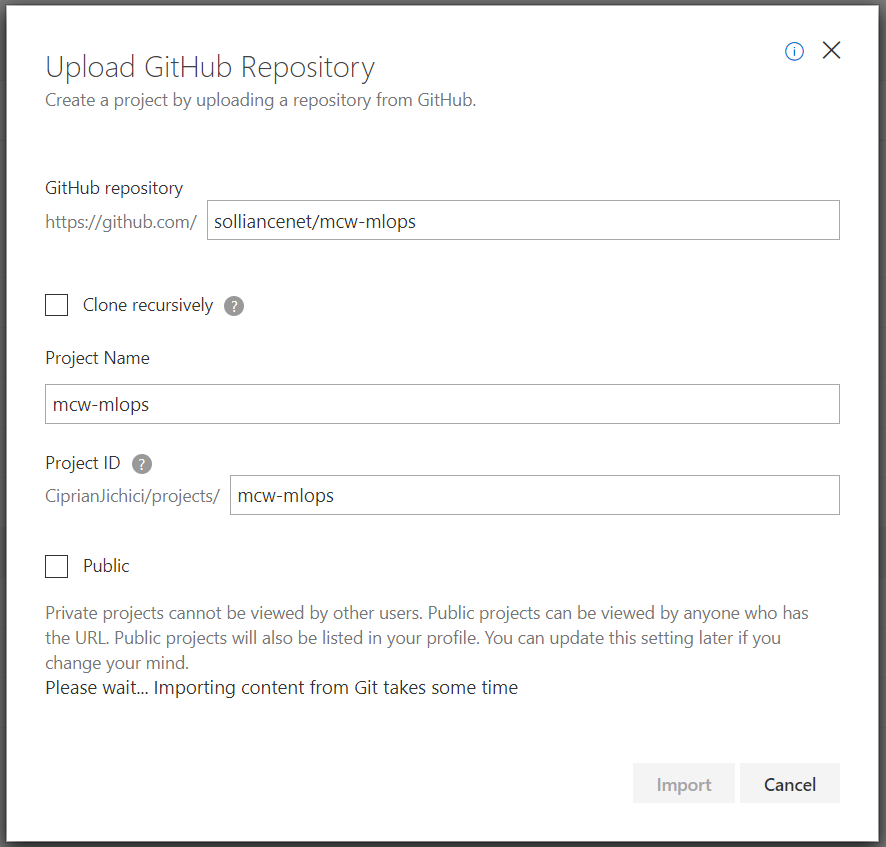 Upload GitHub Repository
Create a project by uploading a repository from GitHub.
GitHub repository
https://github.com/ solliancenet/mcw-mlops
Clone recursively ?
Project Name
mcw-mlops
Project ID ?
CiprianJichici/projects/ mcw-mlops
Public
Private projects cannot be viewed by other users. Public projects can be viewed by anyone who has
the URL. Public projects will also be listed in your profile. You can update this setting later if you
change your mind.
Please wait... Importing content from Git takes some time
Import Cancel